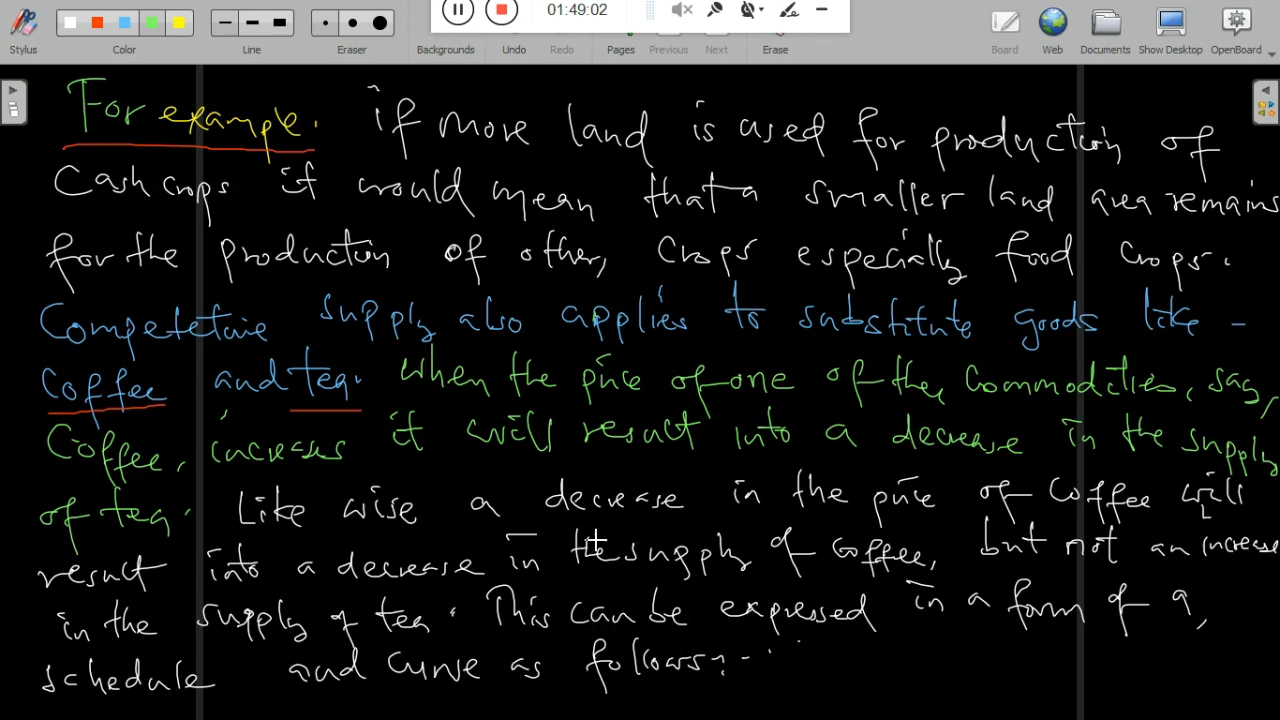 01:49:02
Stylus Color Line Eraser Backgrounds Undo Redo Pages Previous Next Erase Board Web Documents Show Desktop OpenBoard
For example. if more land is used for production of
Cash crops it would mean that a smaller land area remains
for the production of other, crops especially food crops.
Competetive supply also applies to substitute goods like -
Coffee and tea. When the price of one of the, Commodities, say,
Coffee, increases it will result into a decrease in the supply
of tea. Like wise a decrease in the price of Coffee will
result into a decrease in the supply of coffee, but not an increase
in the supply of tea. This can be expressed in a form of a,
schedule and curve as follows:-